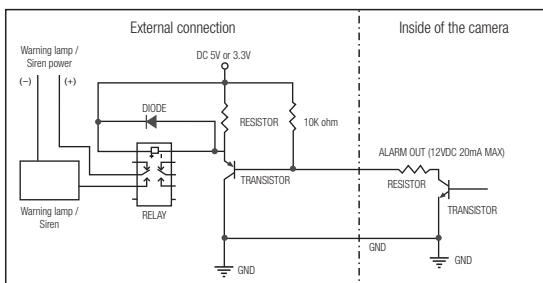 External connection
Inside of the camera
Warning lamp /
Siren power
(−)
(+)
DC 5V or 3.3V
DIODE
RESISTOR
10K ohm
ALARM OUT (12VDC 20mA MAX)
TRANSISTOR
RESISTOR
TRANSISTOR
Warning lamp /
Siren
RELAY
GND
GND
GND